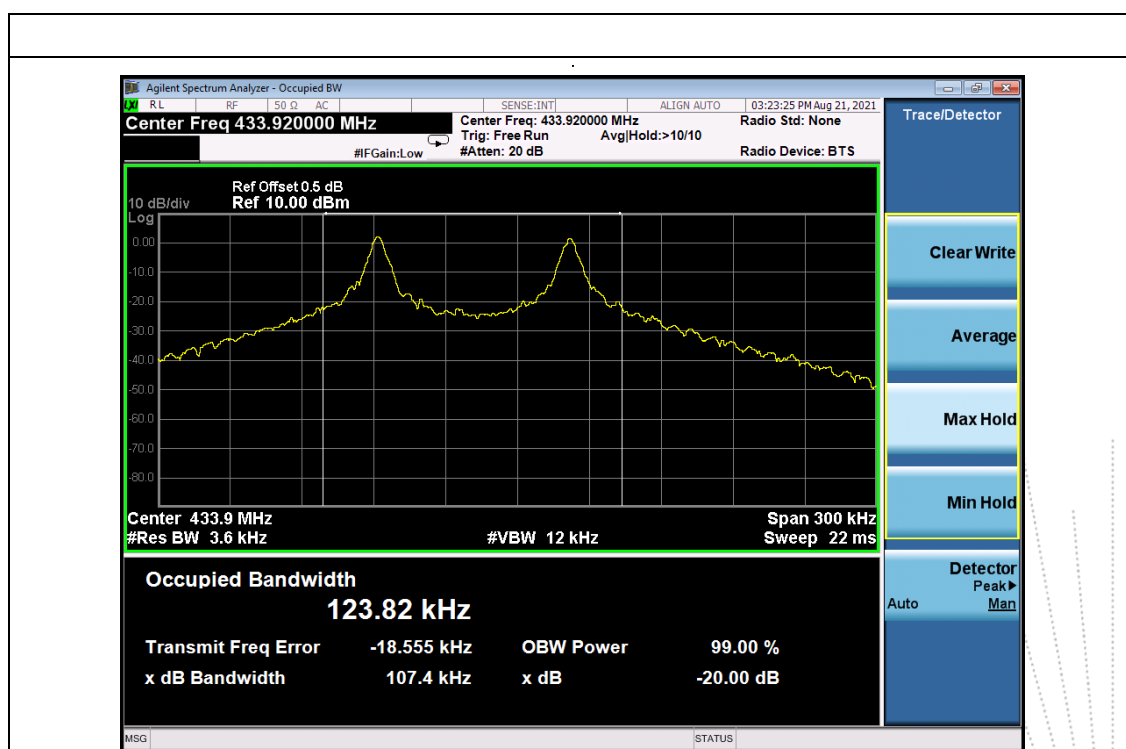 Agilent Spectrum Analyzer - Occupied BW
LXI RL RF 50 Ω AC SENSE:INT ALIGN AUTO 03:23:25 PM Aug 21, 2021
Center Freq 433.920000 MHz
Center Freq: 433.920000 MHz Radio Std: None
Trig: Free Run Avg|Hold:>10/10
#IFGain:Low #Atten: 20 dB Radio Device: BTS
Trace/Detector
Ref Offset 0.5 dB
10 dB/div Ref 10.00 dBm
Log
0.00
-10.0
-20.0
-30.0
-40.0
-50.0
-60.0
-70.0
-80.0
Center 433.9 MHz Span 300 kHz
#Res BW 3.6 kHz #VBW 12 kHz Sweep 22 ms
Occupied Bandwidth
123.82 kHz
Transmit Freq Error -18.555 kHz OBW Power 99.00 %
x dB Bandwidth 107.4 kHz x dB -20.00 dB
Clear Write
Average
Max Hold
Min Hold
Detector
Peak▶
Auto Man
MSG STATUS